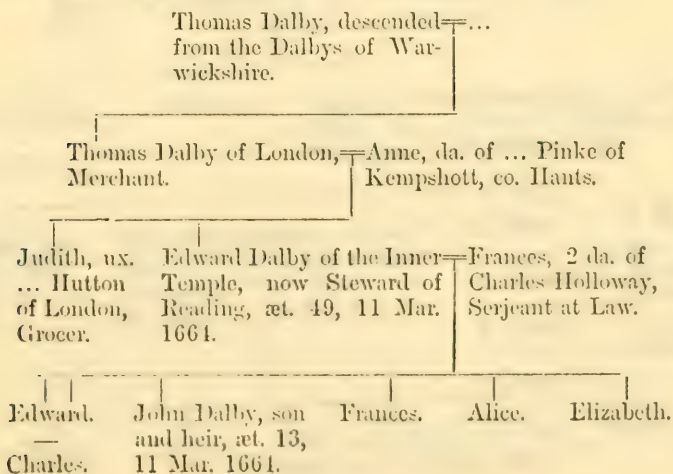 Thomas Dalby, descended=...
from the Dalbys of War-
wickshire.
Thomas Dalby of London,=Anne, da. of ... Pinke of
Merchant.
Kempshott, co. Hants.
Judith, ux.
... Hutton
of London,
Grocer.
Edward Dalby of the Inner=Frances, 2 da. of
Temple, now Steward of
Reading, æt. 49, 11 Mar.
1664.
Charles Holloway,
Serjeant at Law.
Edward.
—
Charles.
John Dalby, son
and heir, æt. 13,
11 Mar. 1664.
Frances.
Alice.
Elizabeth.